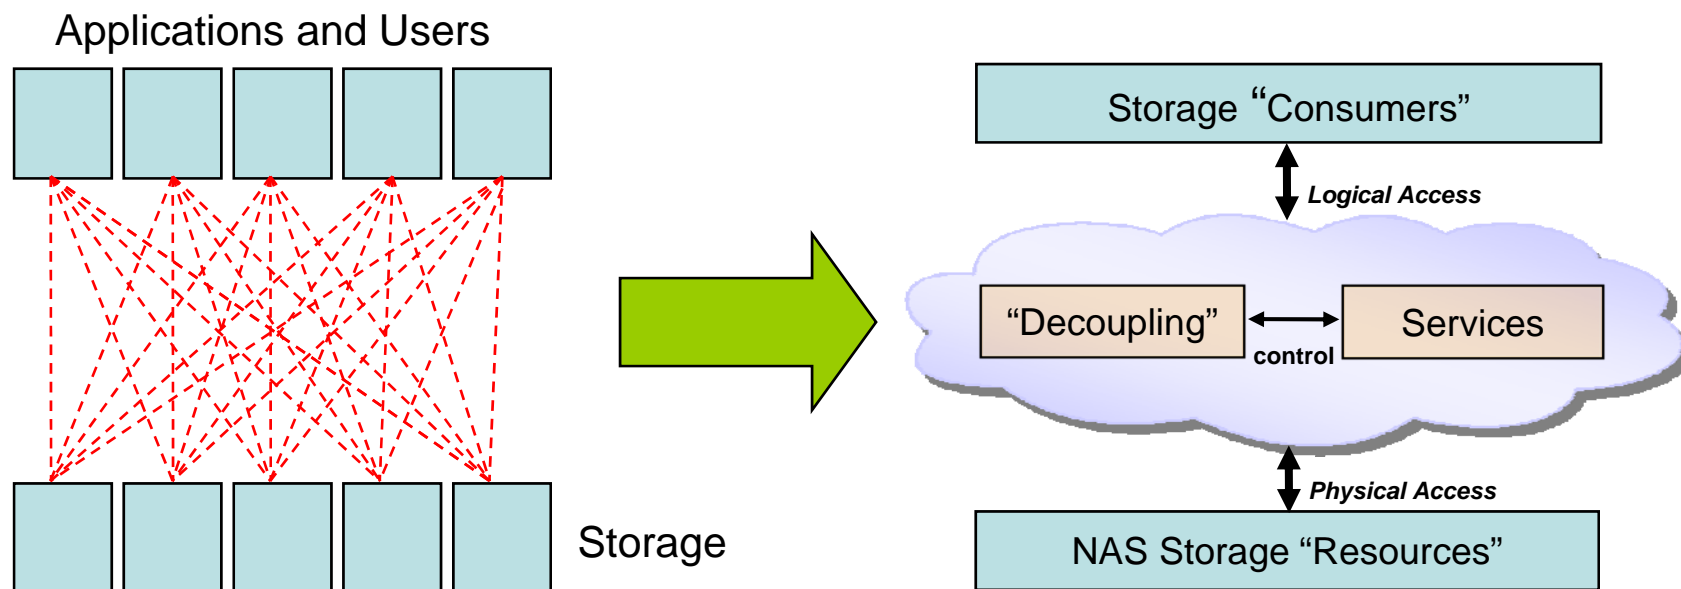 Applications and Users
Storage
Storage “Consumers”
Logical Access
“Decoupling”
control
Services
Physical Access
NAS Storage “Resources”